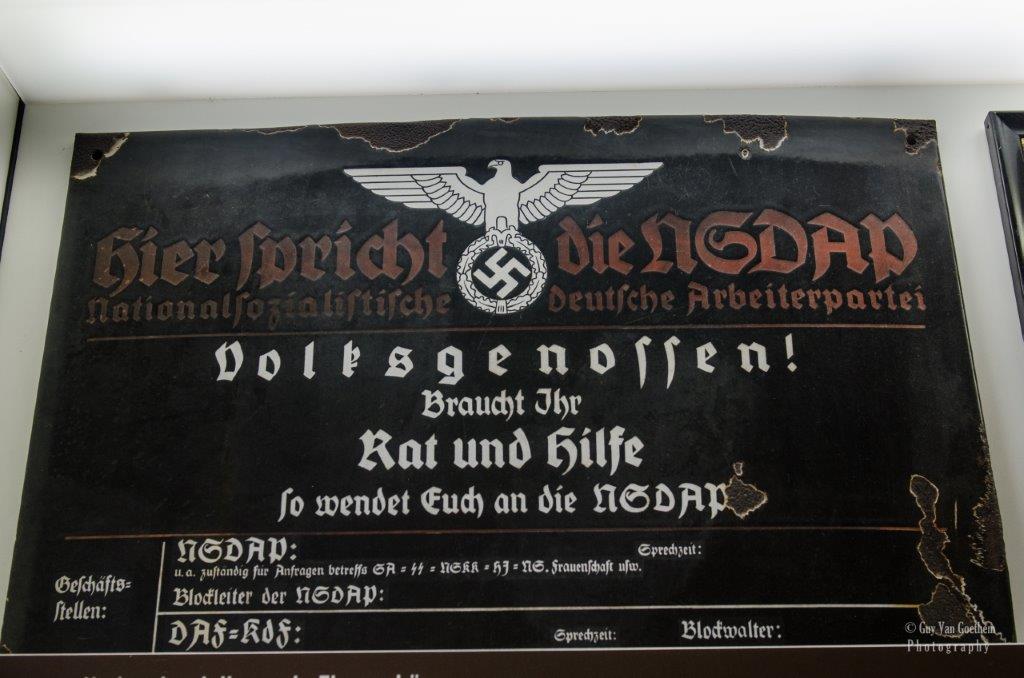 Hier spricht die NSDAP
Nationalsozialistische Deutsche Arbeiterpartei
Volksgenossen!
Braucht Ihr
Rat und Hilfe
so wendet Euch an die NSDAP
Geschäfts-
stellen:
NSDAP: Sprechzeit:
u. a. zuständig für Anfragen betreffs SA = ᛋᛋ = NSKK = HJ = NS. Frauenschaft usw.
Blockleiter der NSDAP:
DAF=KdF: Sprechzeit: Blockwalter:
© Guy Van Goethem
Photography